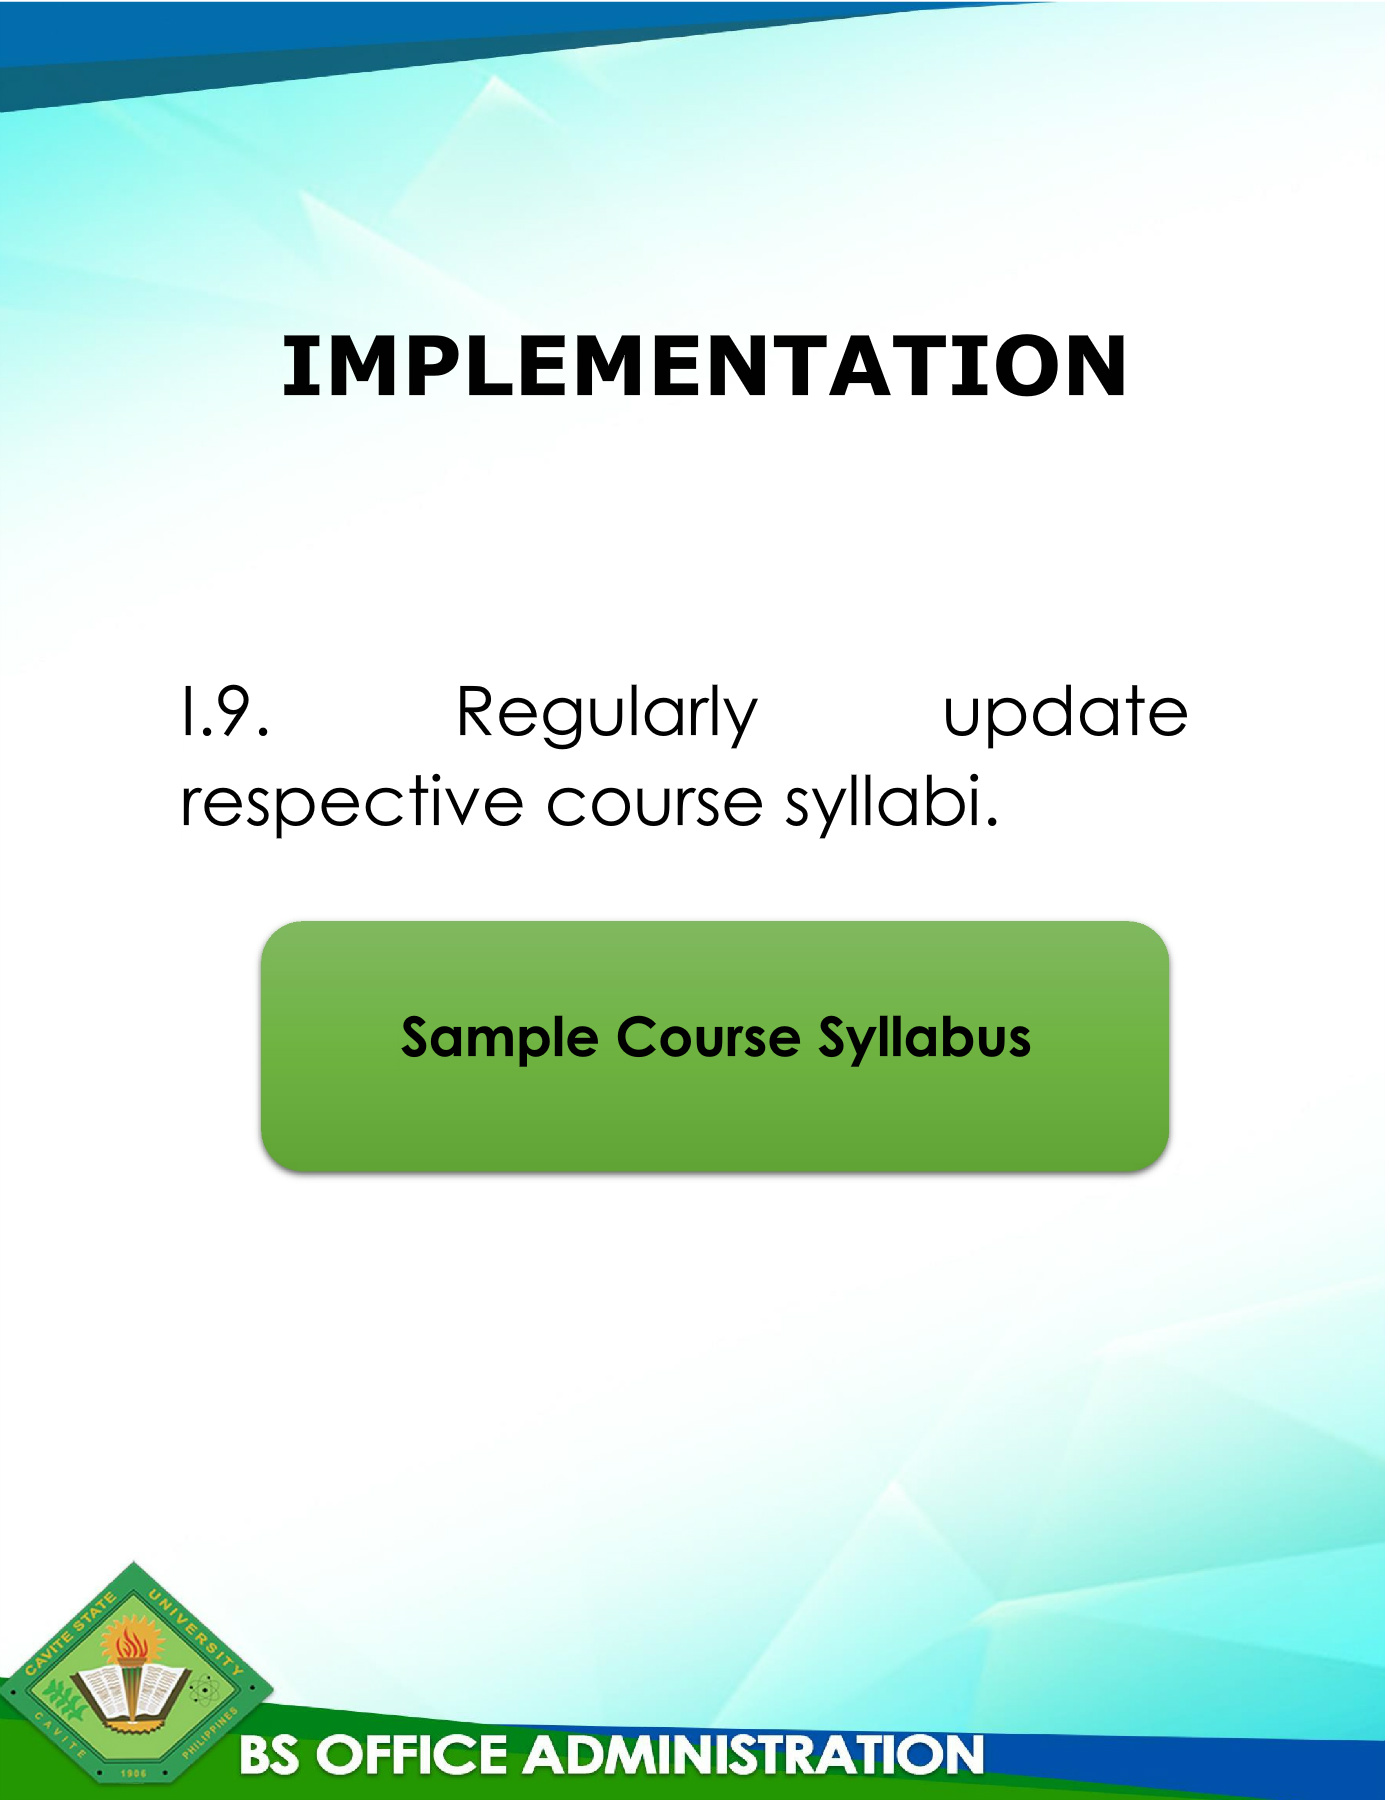 IMPLEMENTATION
I.9. Regularly update
respective course syllabi.
Sample Course Syllabus
CAVITE STATE UNIVERSITY
CAVITE PHILIPPINES
1906
BS OFFICE ADMINISTRATION